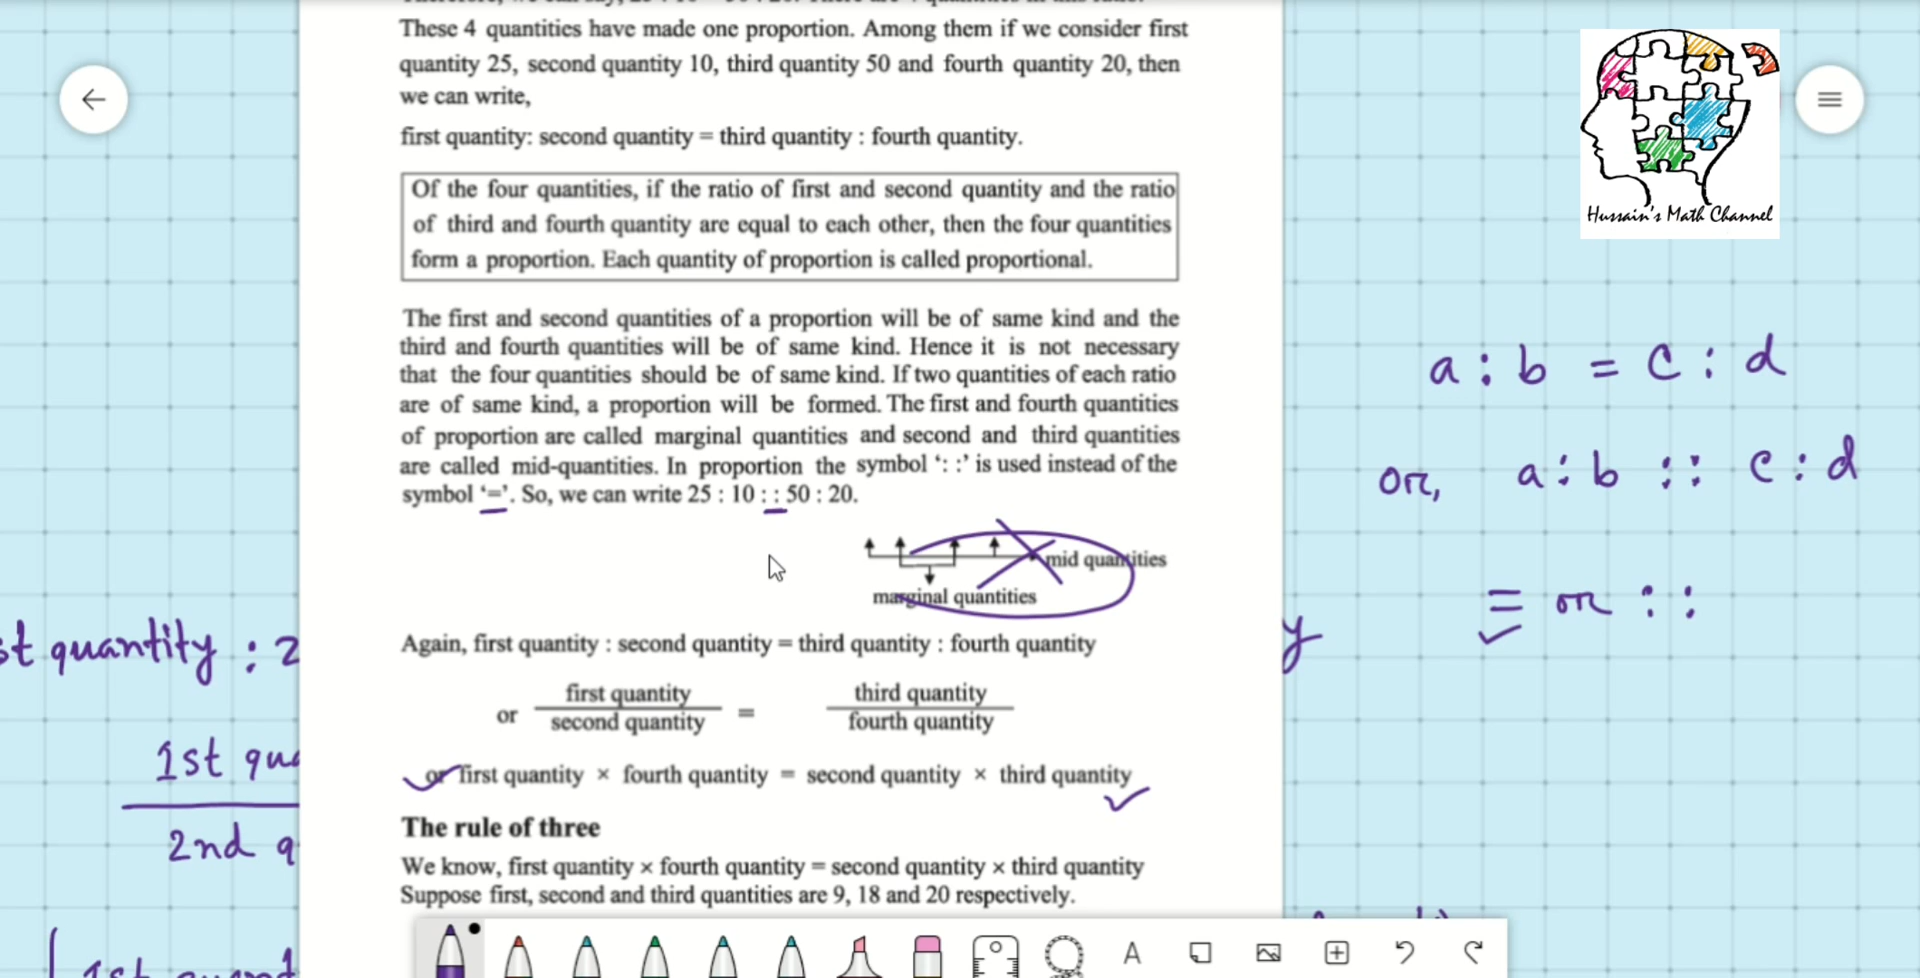 These 4 quantities have made one proportion. Among them if we consider first
quantity 25, second quantity 10, third quantity 50 and fourth quantity 20, then
we can write,
first quantity: second quantity = third quantity : fourth quantity.
Of the four quantities, if the ratio of first and second quantity and the ratio
of third and fourth quantity are equal to each other, then the four quantities
form a proportion. Each quantity of proportion is called proportional.
The first and second quantities of a proportion will be of same kind and the
third and fourth quantities will be of same kind. Hence it is not necessary
that the four quantities should be of same kind. If two quantities of each ratio
are of same kind, a proportion will be formed. The first and fourth quantities
of proportion are called marginal quantities and second and third quantities
are called mid-quantities. In proportion the symbol ‘: :’ is used instead of the
symbol ‘=’. So, we can write 25 : 10 : : 50 : 20.
mid quantities
marginal quantities
Again, first quantity : second quantity = third quantity : fourth quantity
or first quantity / second quantity = third quantity / fourth quantity
or first quantity × fourth quantity = second quantity × third quantity
The rule of three
We know, first quantity × fourth quantity = second quantity × third quantity
Suppose first, second and third quantities are 9, 18 and 20 respectively.
Hussain's Math Channel
a : b = c : d
or, a : b :: c : d
= or ::
y
st quantity : 2
1st qua
2nd q
A